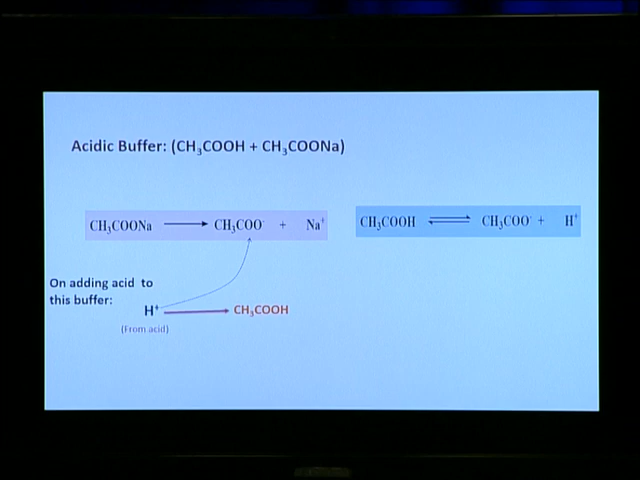 Acidic Buffer: (CH₃COOH + CH₃COONa)
CH₃COONa ⟶ CH₃COO⁻ + Na⁺
CH₃COOH ⇌ CH₃COO⁻ + H⁺
On adding acid to
this buffer:
H⁺ ⟶ CH₃COOH
(From acid)